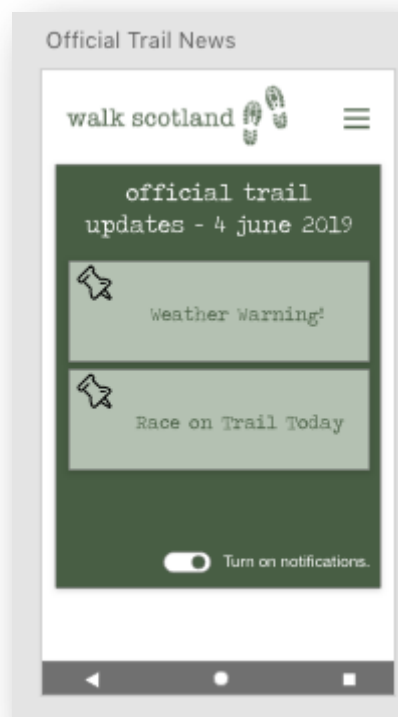 Official Trail News
walk scotland
official trail
updates - 4 june 2019
Weather Warning!
Race on Trail Today
Turn on notifications.